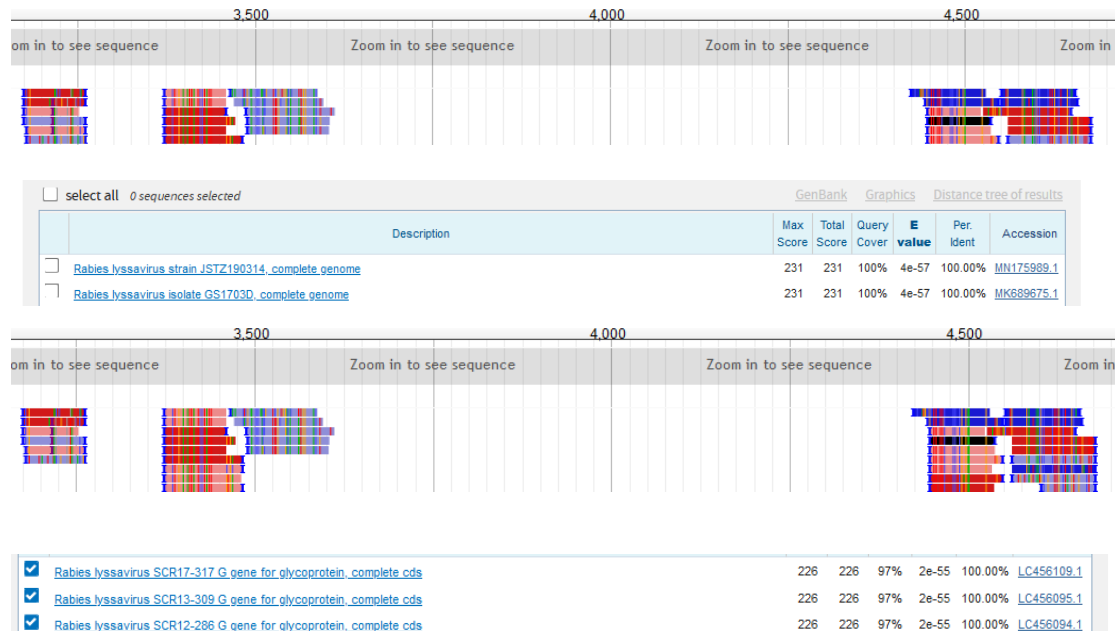 3,500 4,000 4,500
om in to see sequence Zoom in to see sequence Zoom in to see sequence Zoom in
select all 0 sequences selected GenBank Graphics Distance tree of results
Description Max Score Total Score Query Cover E value Per. Ident Accession
Rabies lyssavirus strain JSTZ190314, complete genome 231 231 100% 4e-57 100.00% MN175989.1
Rabies lyssavirus isolate GS1703D, complete genome 231 231 100% 4e-57 100.00% MK689675.1
3,500 4,000 4,500
om in to see sequence Zoom in to see sequence Zoom in to see sequence Zoom in
Rabies lyssavirus SCR17-317 G gene for glycoprotein, complete cds 226 226 97% 2e-55 100.00% LC456109.1
Rabies lyssavirus SCR13-309 G gene for glycoprotein, complete cds 226 226 97% 2e-55 100.00% LC456095.1
Rabies lyssavirus SCR12-286 G gene for glycoprotein, complete cds 226 226 97% 2e-55 100.00% LC456094.1